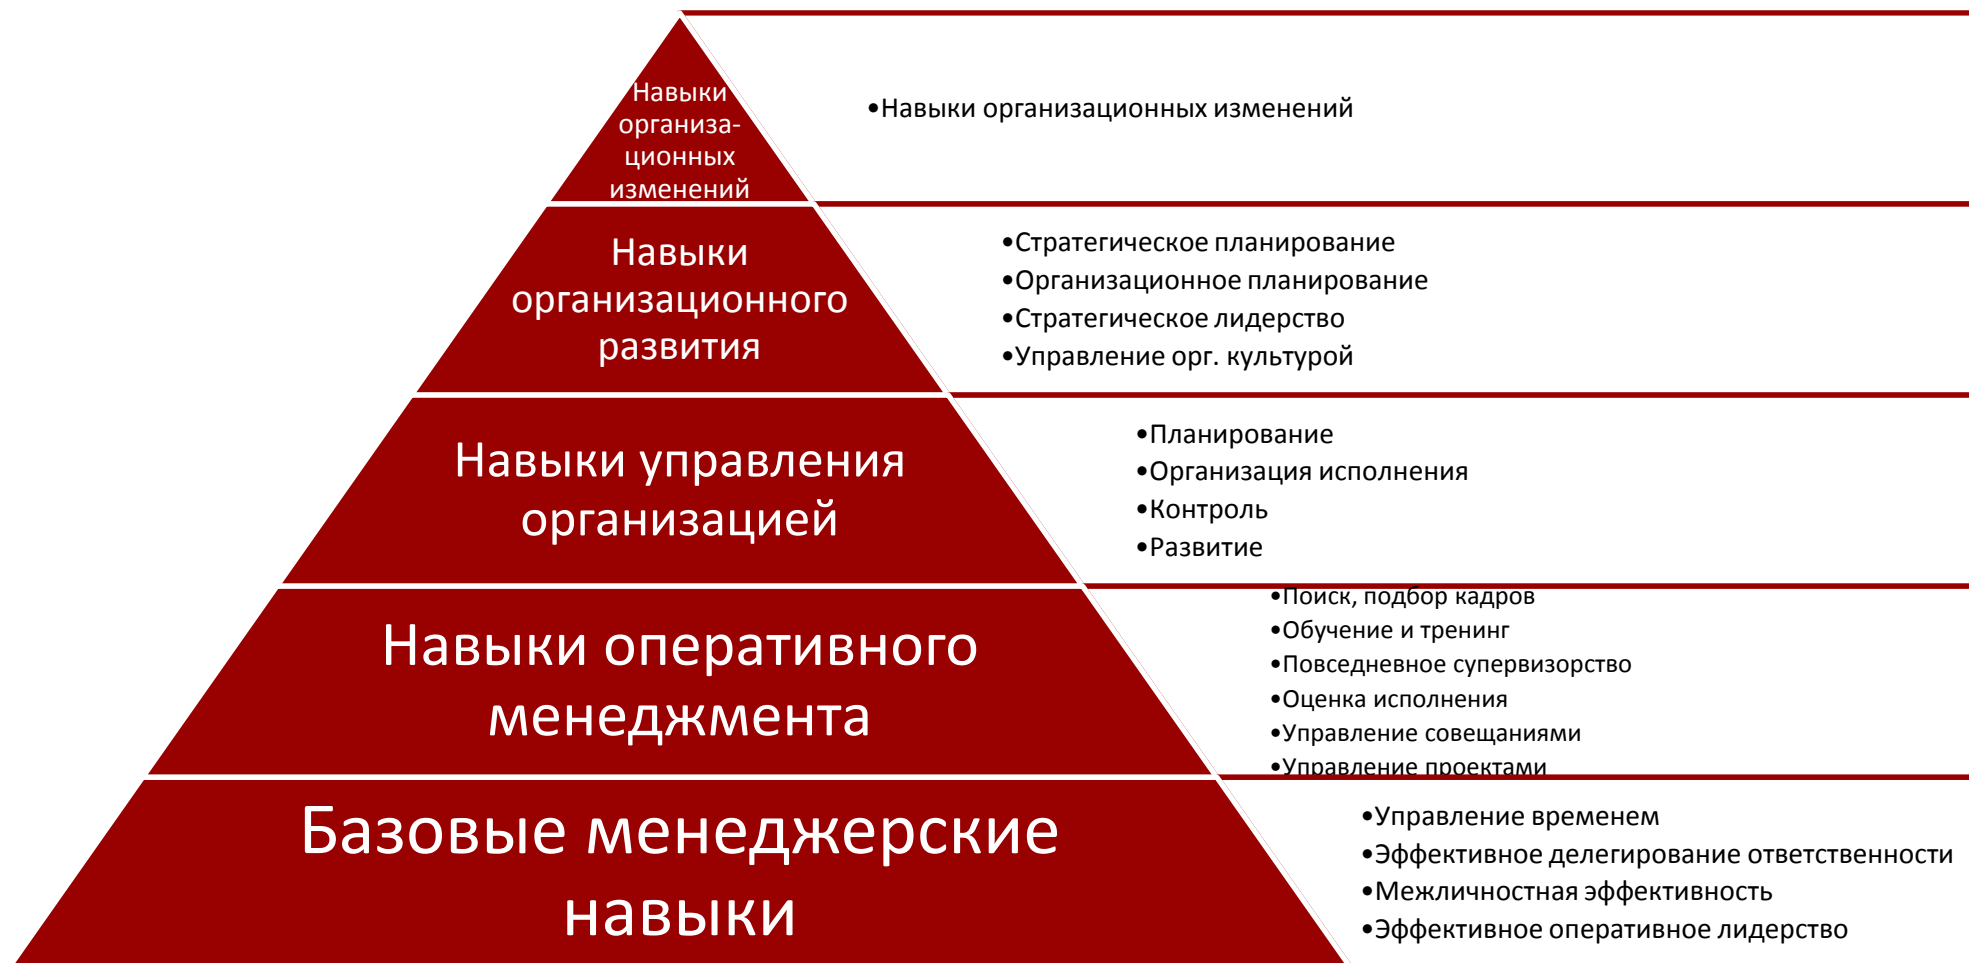 Навыки
организа-
ционных
изменений
•Навыки организационных изменений
Навыки
организационного
развития
•Стратегическое планирование
•Организационное планирование
•Стратегическое лидерство
•Управление орг. культурой
Навыки управления
организацией
•Планирование
•Организация исполнения
•Контроль
•Развитие
Навыки оперативного
менеджмента
•Поиск, подбор кадров
•Обучение и тренинг
•Повседневное супервизорство
•Оценка исполнения
•Управление совещаниями
•Управление проектами
Базовые менеджерские
навыки
•Управление временем
•Эффективное делегирование ответственности
•Межличностная эффективность
•Эффективное оперативное лидерство